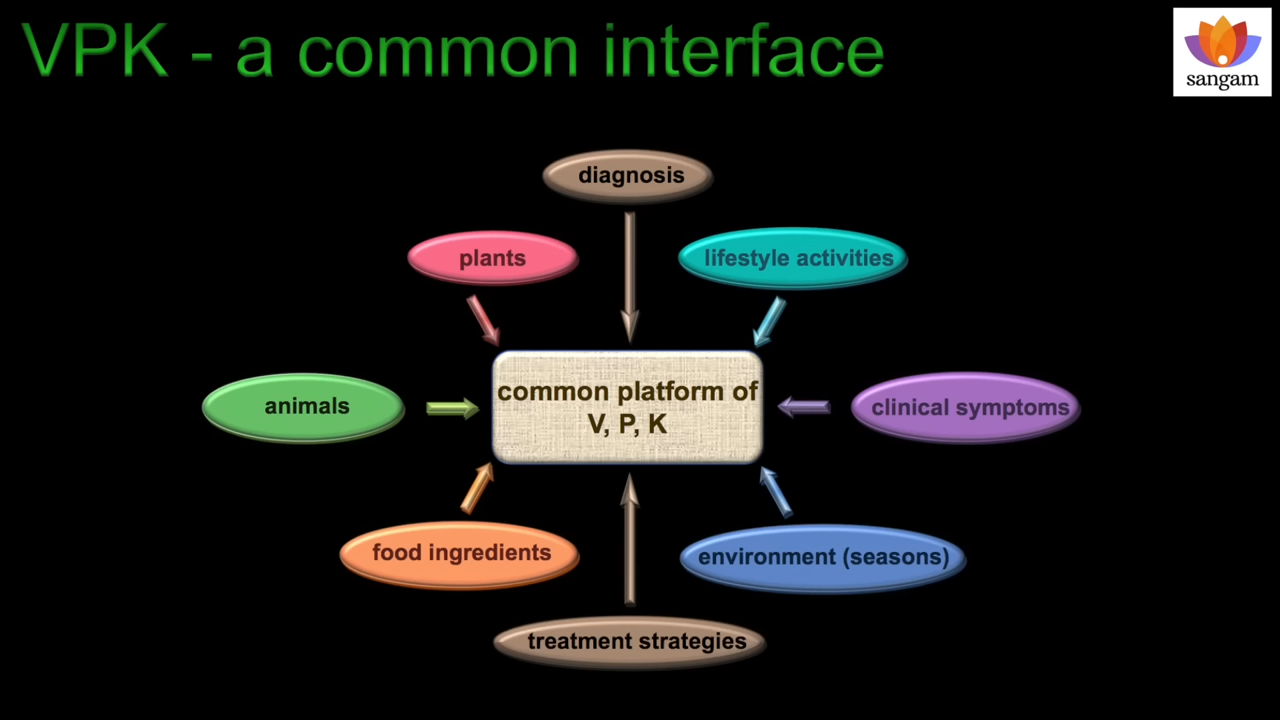 VPK - a common interface
sangam
diagnosis
plants
lifestyle activities
common platform of
V, P, K
animals
clinical symptoms
food ingredients
environment (seasons)
treatment strategies